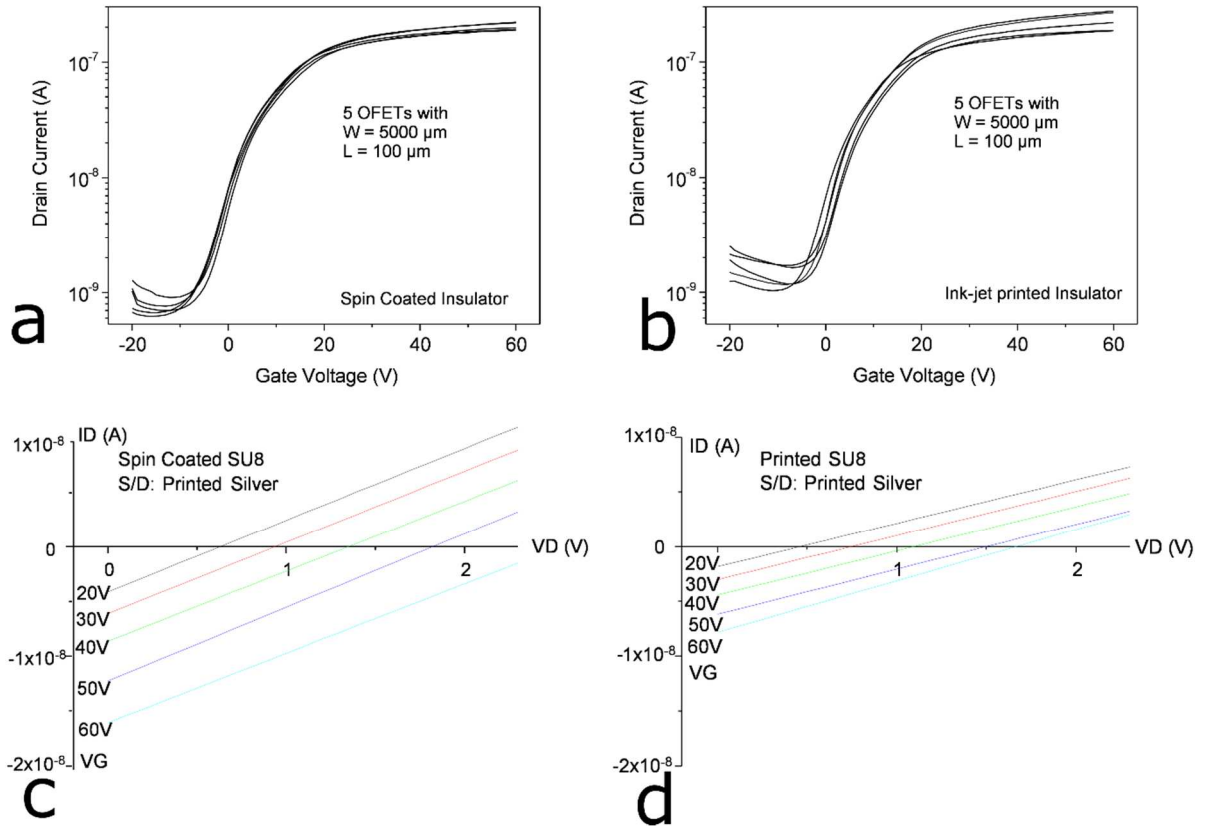 10⁻⁷
10⁻⁸
10⁻⁹
Drain Current (A)
5 OFETs with
W = 5000 µm
L = 100 µm
Spin Coated Insulator
-20 0 20 40 60
Gate Voltage (V)
a
10⁻⁷
10⁻⁸
10⁻⁹
Drain Current (A)
5 OFETs with
W = 5000 µm
L = 100 µm
Ink-jet printed Insulator
-20 0 20 40 60
Gate Voltage (V)
b
1x10⁻⁸
ID (A)
Spin Coated SU8
S/D: Printed Silver
0
VD (V)
0 1 2
20V
30V
40V
-1x10⁻⁸
50V
60V
VG
-2x10⁻⁸
c
1x10⁻⁸
ID (A)
Printed SU8
S/D: Printed Silver
0
VD (V)
1 2
20V
30V
40V
50V
60V
-1x10⁻⁸
VG
-2x10⁻⁸
d